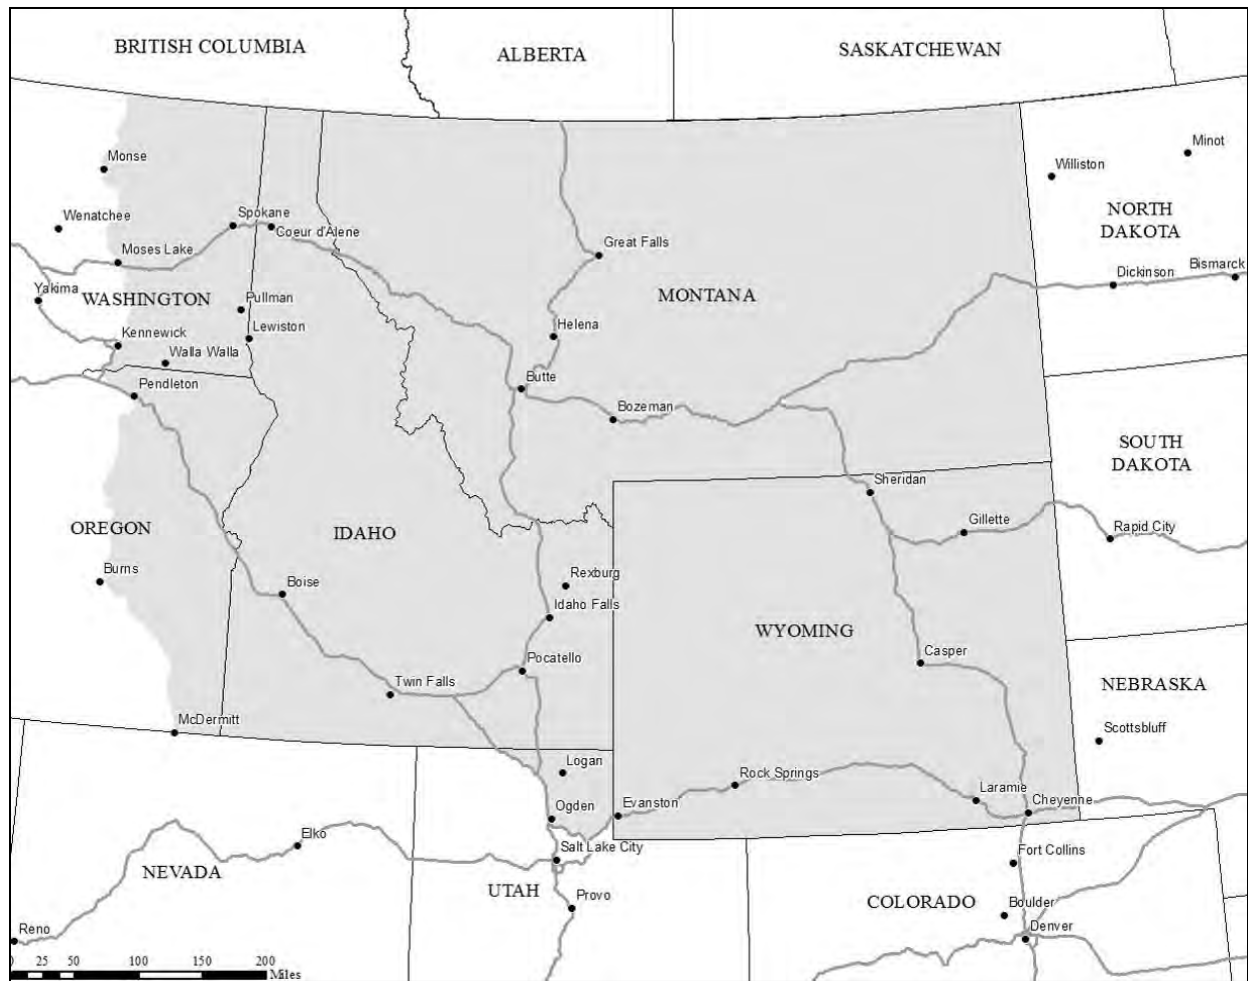 BRITISH COLUMBIA
ALBERTA
SASKATCHEWAN
Monse
Minot
Williston
Wenatchee
Spokane
Coeur d'Alene
NORTH
DAKOTA
Moses Lake
Great Falls
Dickinson
Bismarck
Yakima
WASHINGTON
Pullman
MONTANA
Kennewick
Lewiston
Helena
Walla Walla
Pendleton
Butte
Bozeman
SOUTH
DAKOTA
Sheridan
OREGON
IDAHO
Gillette
Rapid City
Burns
Boise
Rexburg
Idaho Falls
WYOMING
Casper
Pocatello
Twin Falls
NEBRASKA
McDermitt
Scottsbluff
Logan
Rock Springs
Ogden
Evanston
Laramie
Cheyenne
Elko
Salt Lake City
Fort Collins
NEVADA
UTAH
Provo
COLORADO
Boulder
Reno
Denver
0 25 50 100 150 200
Miles